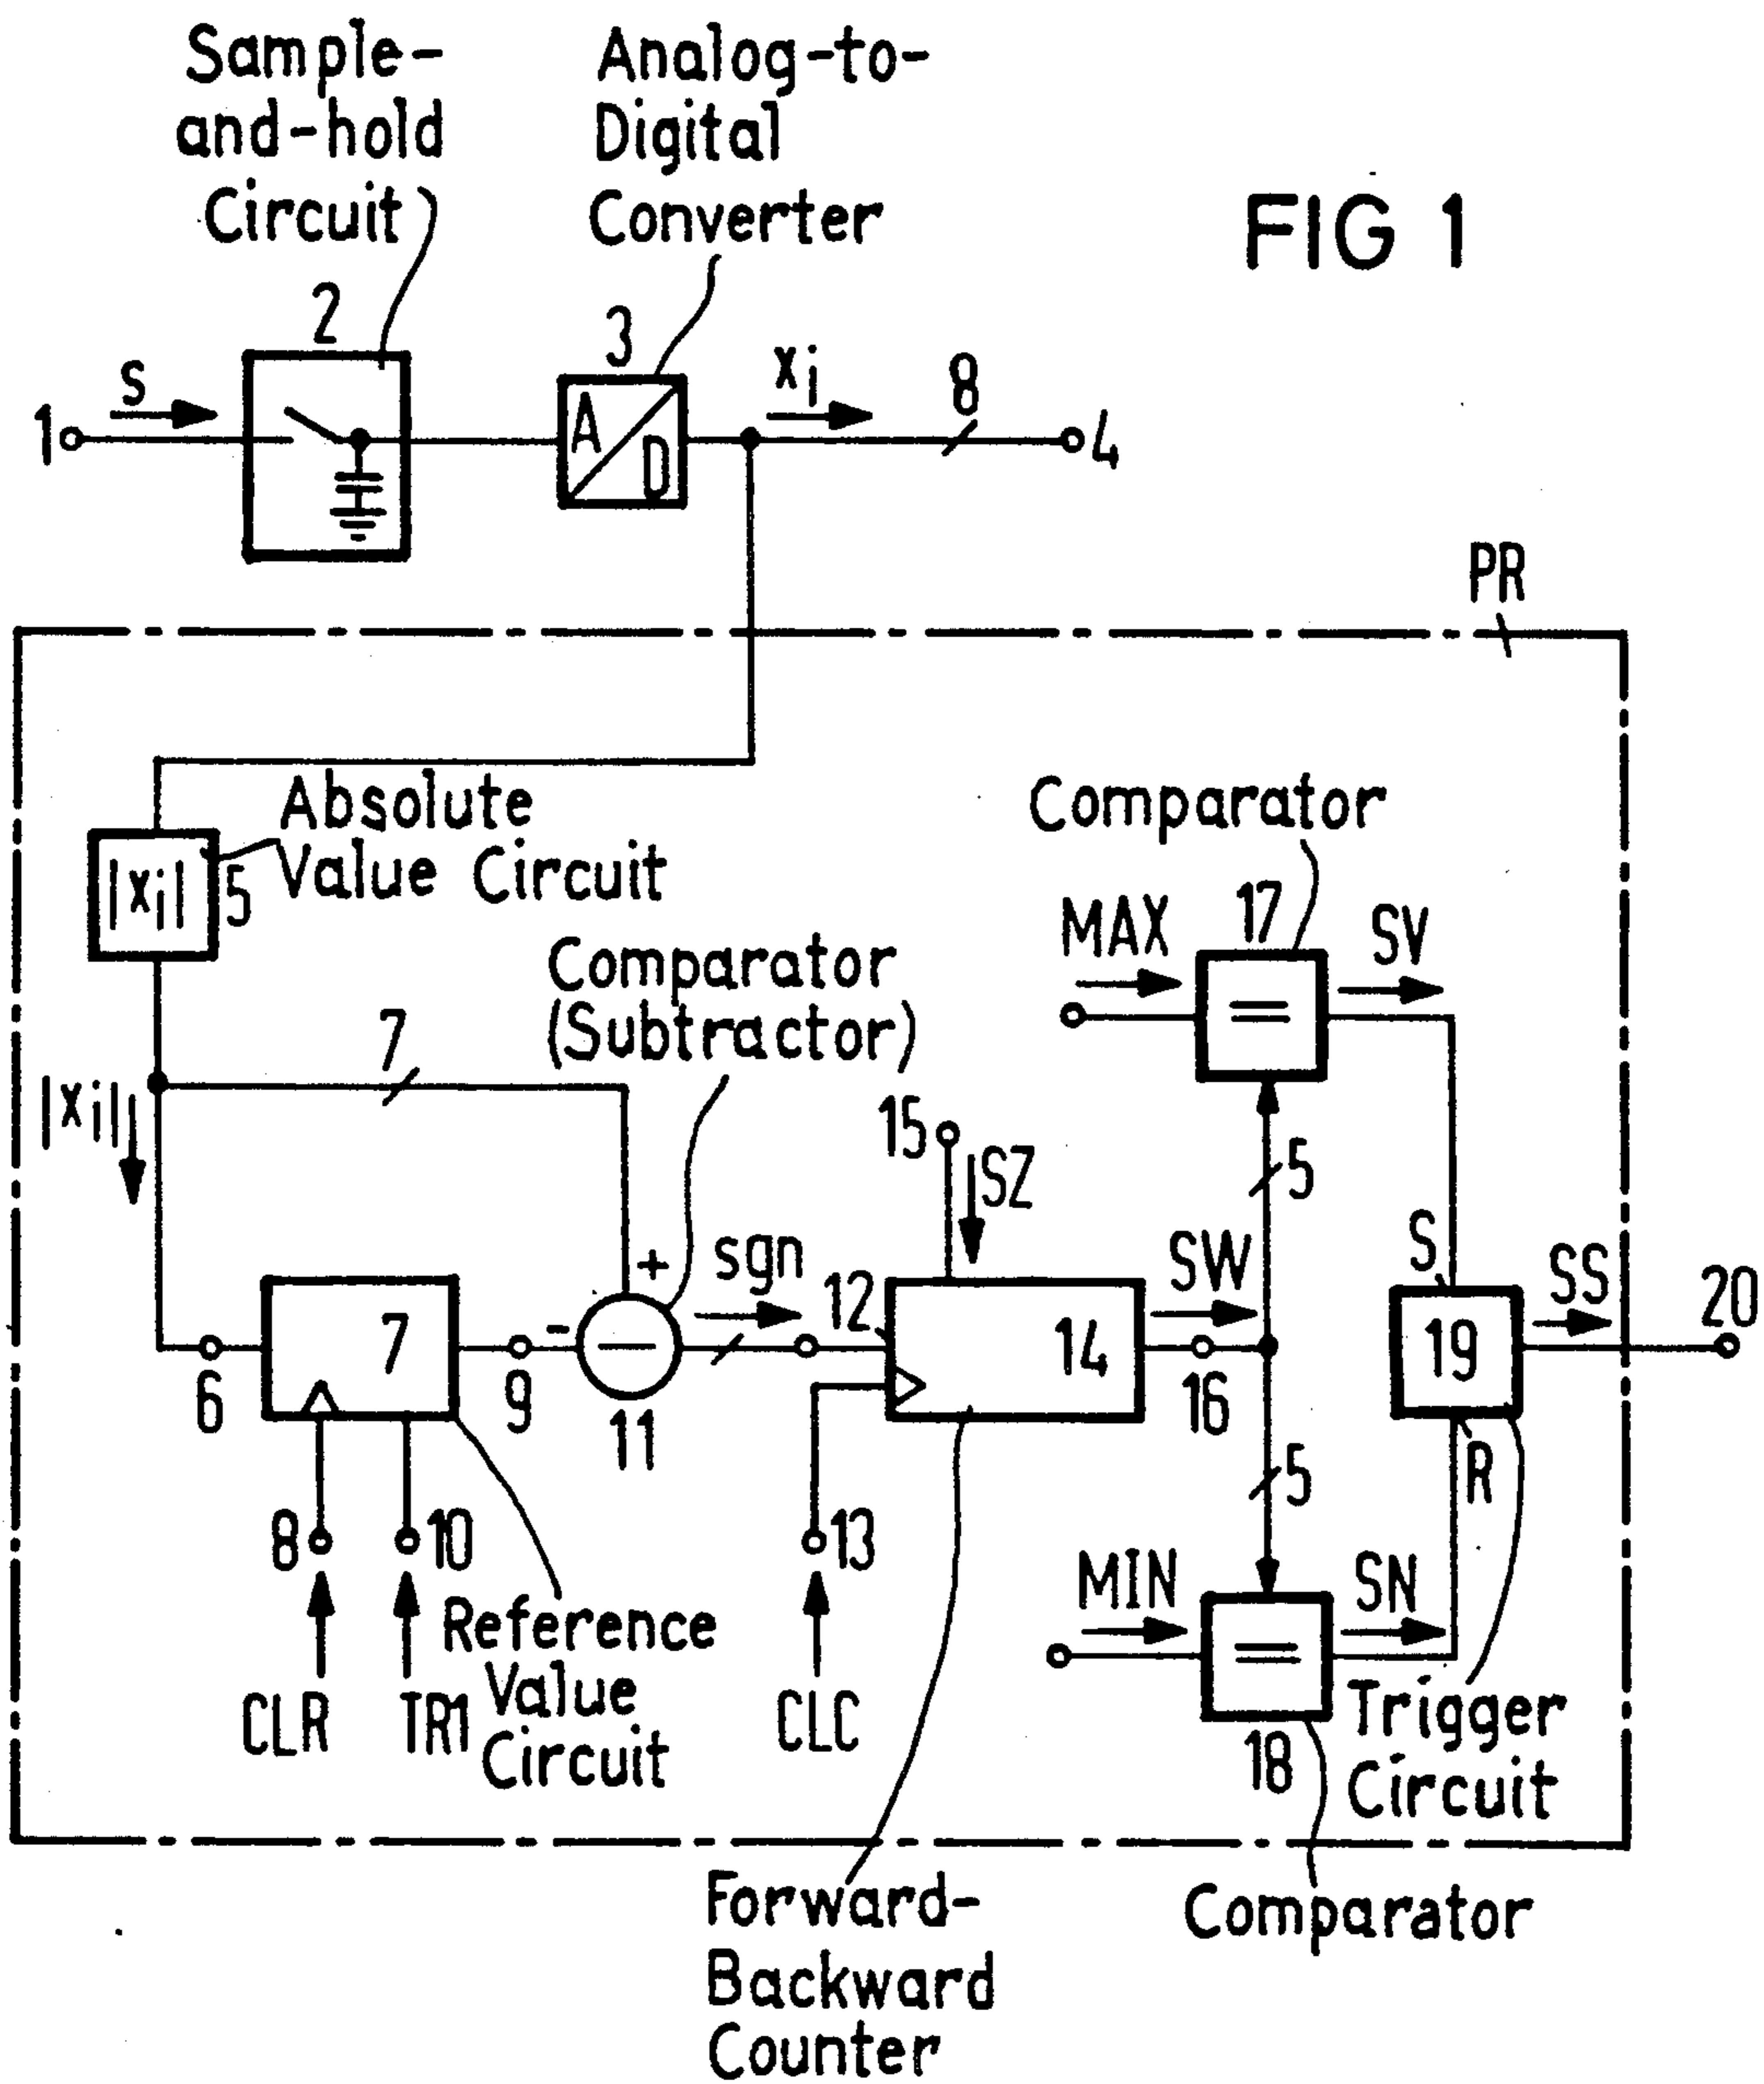 Sample-
and-hold
Circuit
Analog-to-
Digital
Converter
FIG 1
2
3
s
xi
8
1
A
D
4
PR
Absolute
Value Circuit
|xi|
5
Comparator
MAX
17
SV
=
Comparator
(Subtractor)
7
|xi|
15
SZ
5
+
sgn
12
SW
S
SS
20
7
-
−
14
19
6
9
11
16
R
8
10
13
5
MIN
SN
=
CLR
TR1
CLC
Reference
Value
Circuit
18
Trigger
Circuit
Forward-
Backward
Counter
Comparator